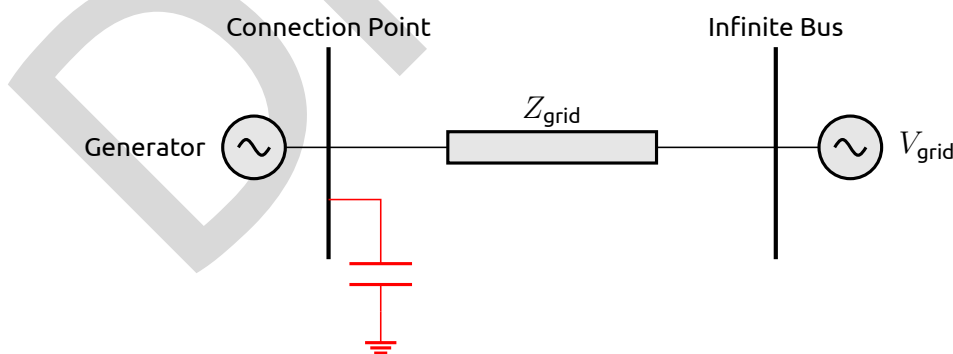 Connection Point
Infinite Bus
Z_grid
Generator
V_grid